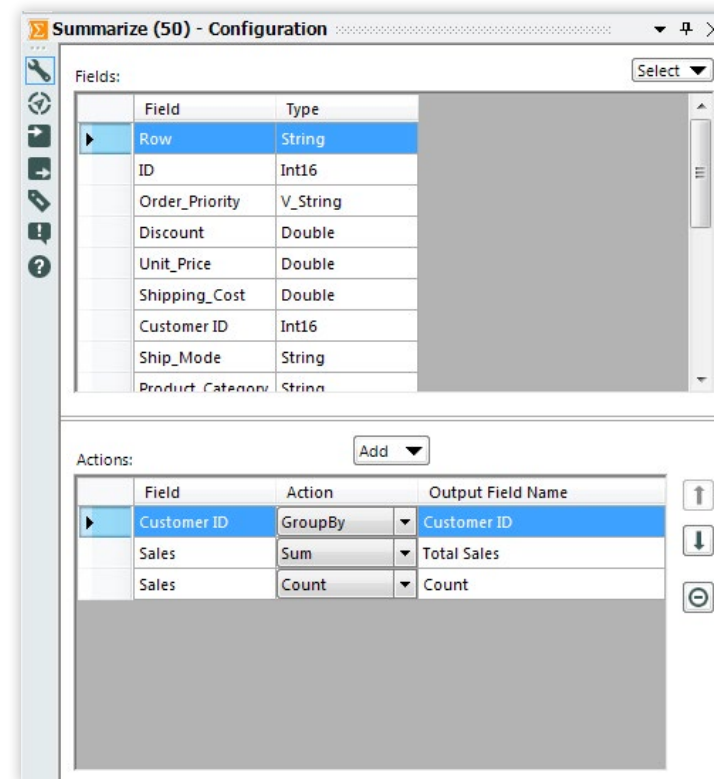 Summarize (50) - Configuration
Fields:
Select
Field Type
Row String
ID Int16
Order_Priority V_String
Discount Double
Unit_Price Double
Shipping_Cost Double
Customer ID Int16
Ship_Mode String
Product_Category String
Actions:
Add
Field Action Output Field Name
Customer ID GroupBy Customer ID
Sales Sum Total Sales
Sales Count Count